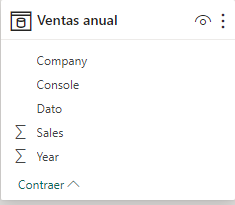 Ventas anual
Company
Console
Dato
Sales
Year
Contraer